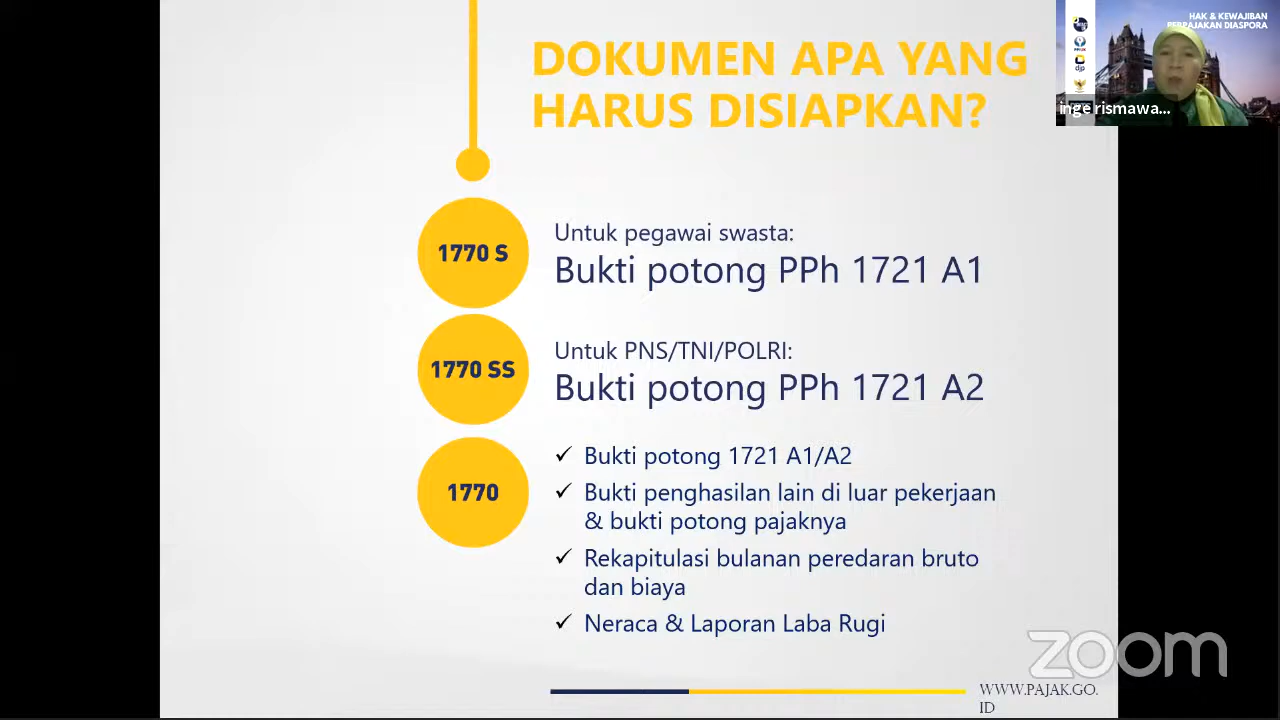 DOKUMEN APA YANG
HARUS DISIAPKAN?
HAK & KEWAJIBAN
PERPAJAKAN DIASPORA
djp
inge rismawa...
1770 S
Untuk pegawai swasta:
Bukti potong PPh 1721 A1
1770 SS
Untuk PNS/TNI/POLRI:
Bukti potong PPh 1721 A2
1770
✓ Bukti potong 1721 A1/A2
✓ Bukti penghasilan lain di luar pekerjaan
& bukti potong pajaknya
✓ Rekapitulasi bulanan peredaran bruto
dan biaya
✓ Neraca & Laporan Laba Rugi
zoom
WWW.PAJAK.GO.
ID